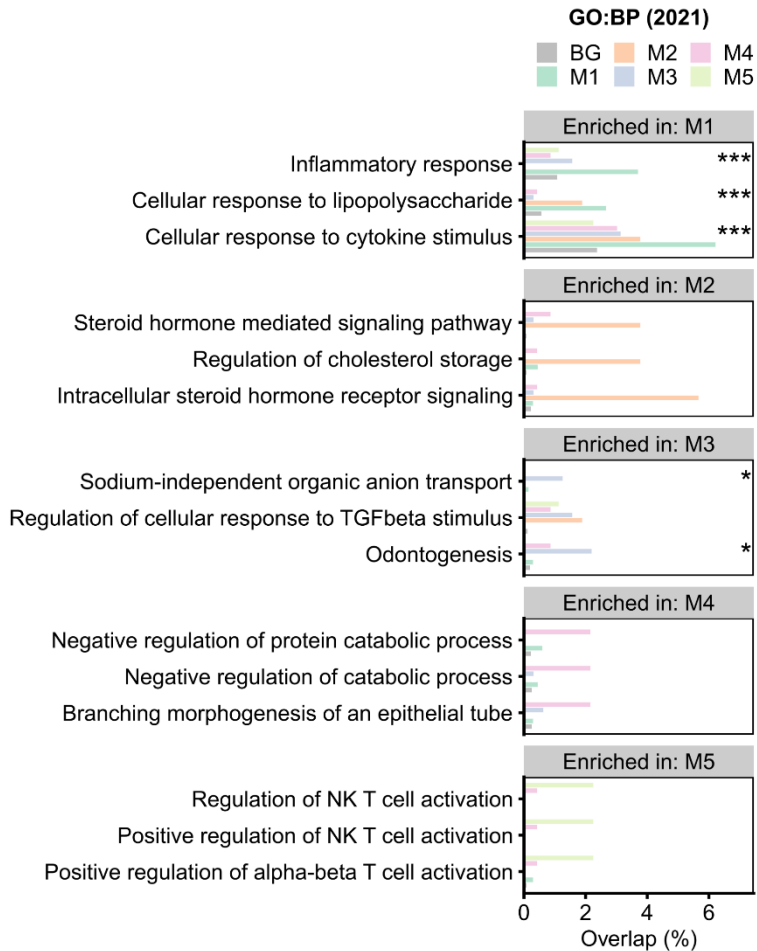 GO:BP (2021)
BG M2 M4
M1 M3 M5
Enriched in: M1
Inflammatory response ***
Cellular response to lipopolysaccharide ***
Cellular response to cytokine stimulus ***
Enriched in: M2
Steroid hormone mediated signaling pathway
Regulation of cholesterol storage
Intracellular steroid hormone receptor signaling
Enriched in: M3
Sodium-independent organic anion transport *
Regulation of cellular response to TGFbeta stimulus
Odontogenesis *
Enriched in: M4
Negative regulation of protein catabolic process
Negative regulation of catabolic process
Branching morphogenesis of an epithelial tube
Enriched in: M5
Regulation of NK T cell activation
Positive regulation of NK T cell activation
Positive regulation of alpha-beta T cell activation
0 2 4 6
Overlap (%)